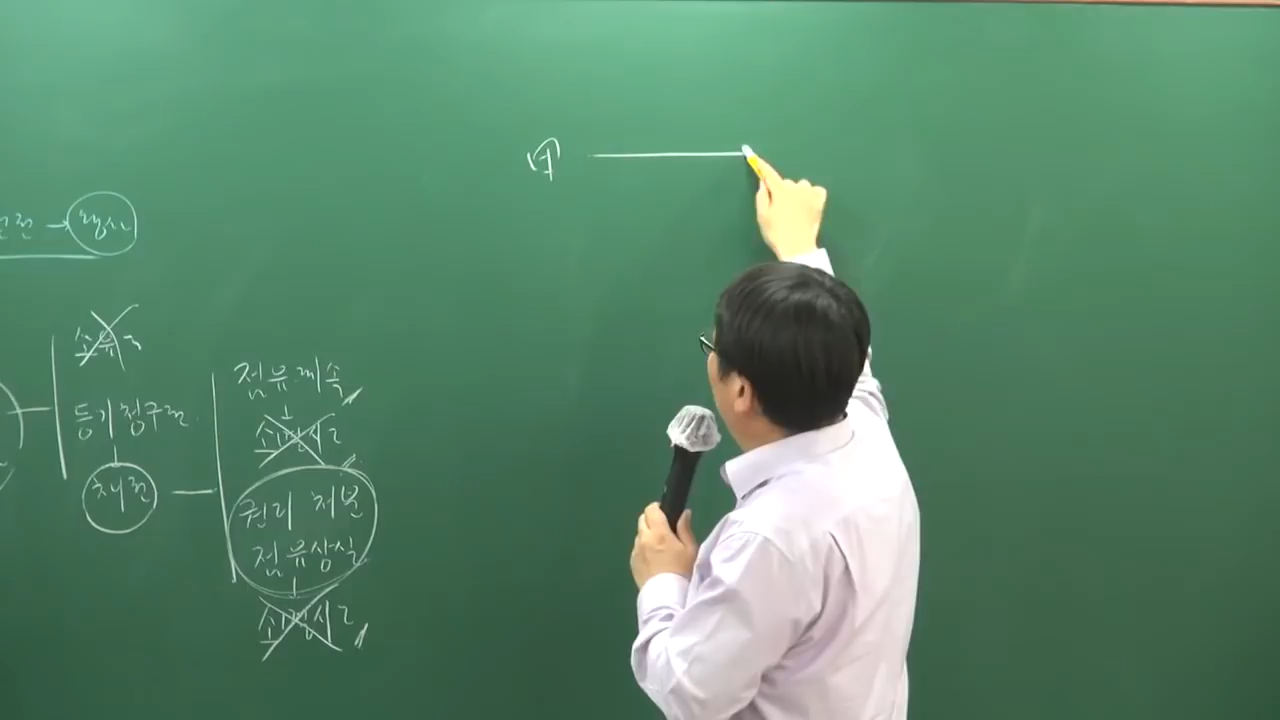 甲
행사
소유권
등기청구권
채권
점유계속
소멸시효
권리 처분
점유상실
소멸시효